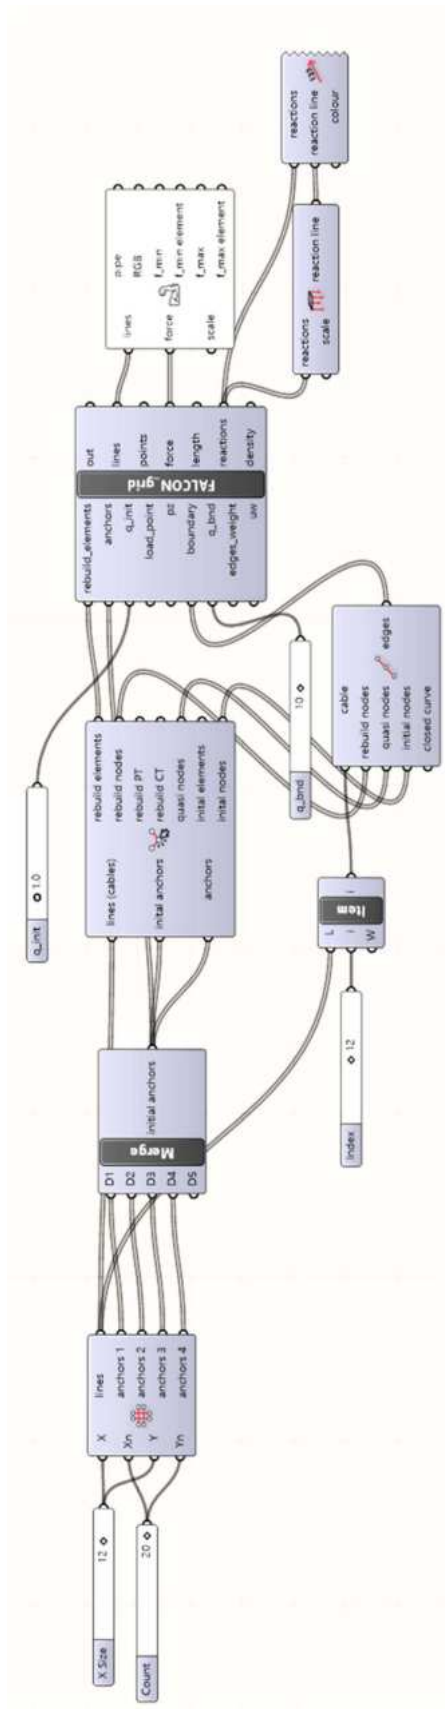 X Size
12 ◇
Count
20 ◇
X
Xn
Y
Yn
lines
anchors 1
anchors 2
anchors 3
anchors 4
D1
D2
D3
D4
D5
Merge
initial anchors
Index
◇ 12
L
i
W
Item
i
lines (cables)
inital anchors
anchors
rebuild elements
rebuild nodes
rebuild PT
rebuild CT
quasi nodes
inital elements
inital nodes
q_init
○ 1.0
cable
rebuild nodes
quasi nodes
initial nodes
closed curve
edges
q_bnd
10 ◇
rebuild_elements
anchors
q_init
load_point
pz
boundary
q_bnd
edges_weight
uw
FALCON_grid
out
lines
points
force
length
reactions
density
lines
force
scale
pipe
RGB
f_min
f_min element
f_max
f_max element
reactions
scale
reaction line
reactions
reaction line
colour